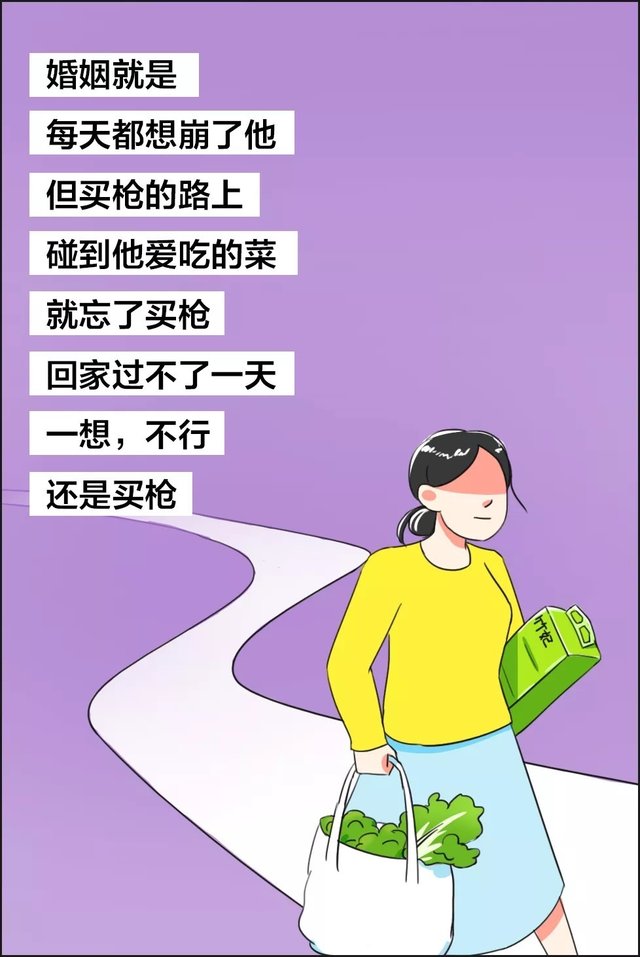 婚姻就是
每天都想崩了他
但买枪的路上
碰到他爱吃的菜
就忘了买枪
回家过不了一天
一想，不行
还是买枪
竹妃